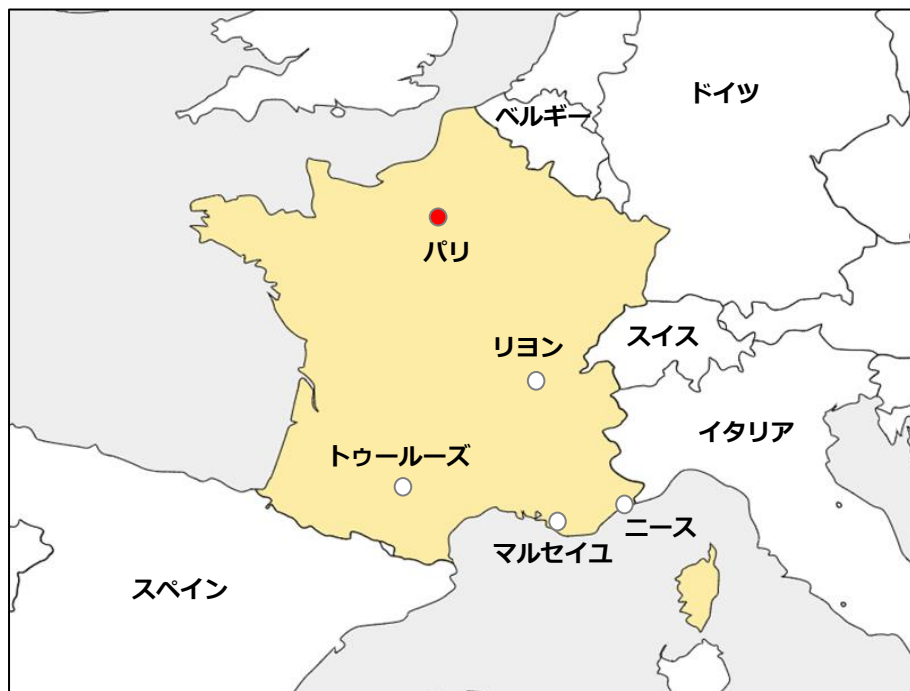 ドイツ
ベルギー
パリ
スイス
リヨン
イタリア
トゥールーズ
ニース
マルセイユ
スペイン